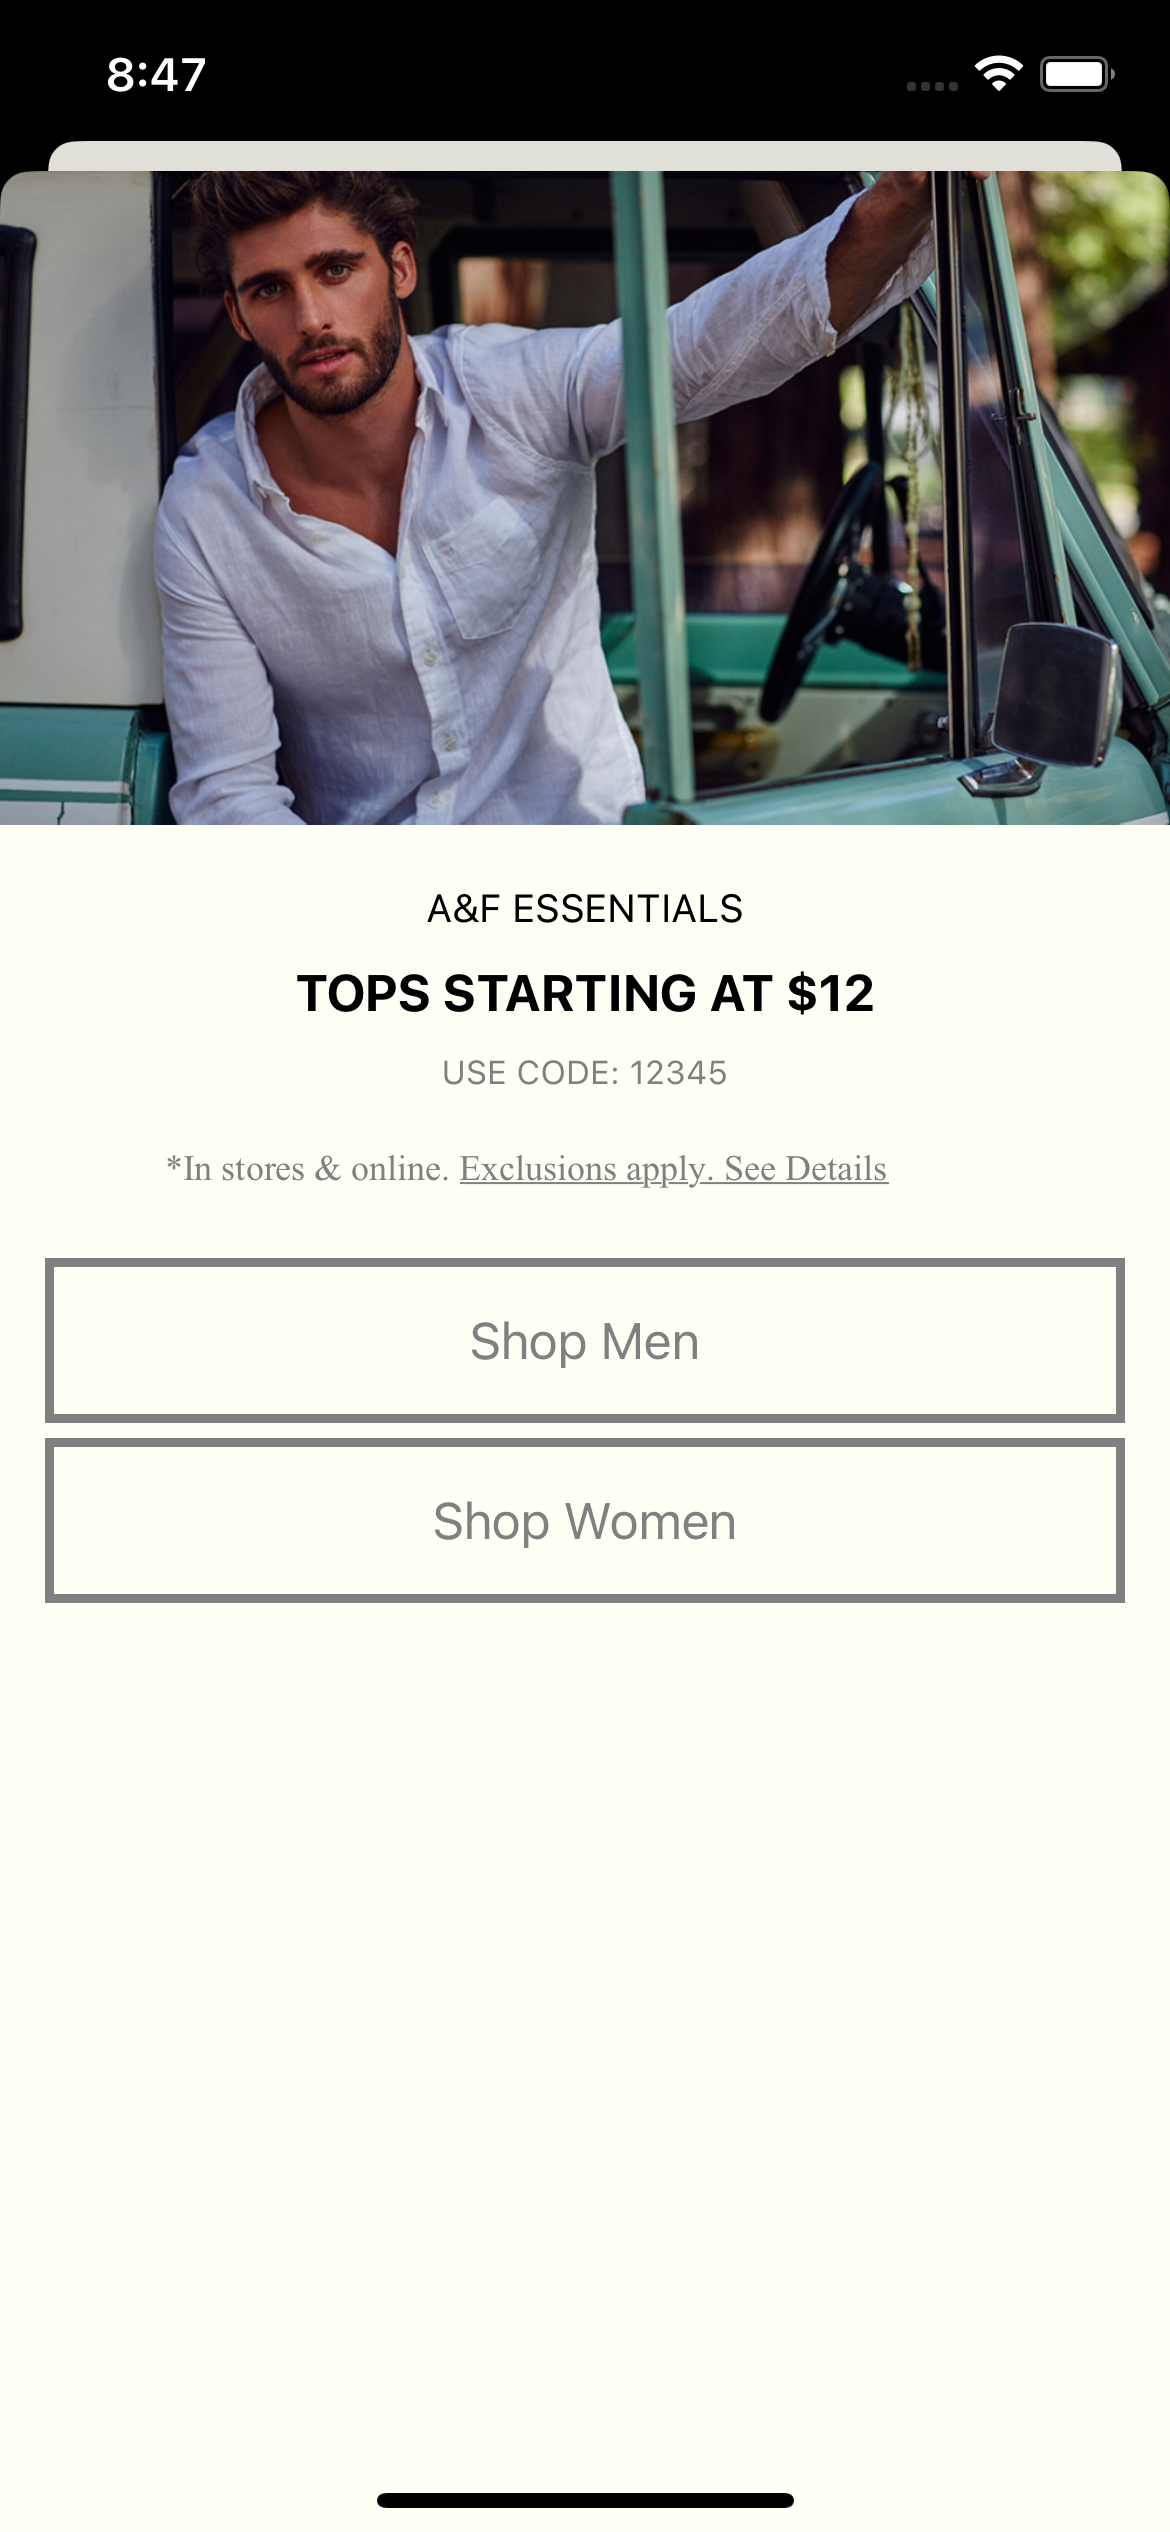 8:47
A&F ESSENTIALS
TOPS STARTING AT $12
USE CODE: 12345
*In stores & online. Exclusions apply. See Details
Shop Men
Shop Women